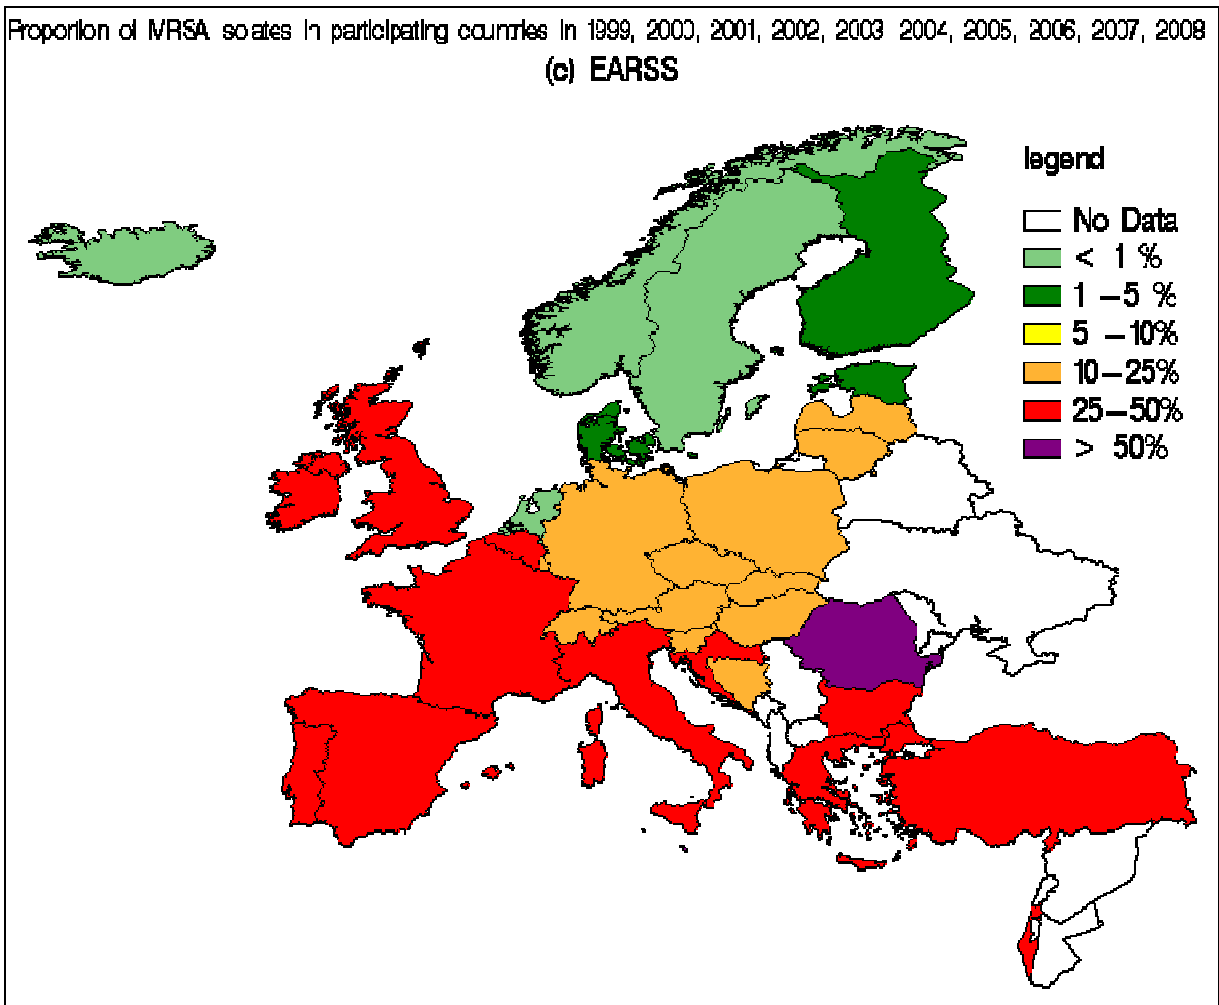 Proportion of MRSA isolates in participating countries in 1999, 2000, 2001, 2002, 2003 2004, 2005, 2006, 2007, 2008
(c) EARSS
legend
No Data
< 1 %
1 –5 %
5 –10%
10–25%
25–50%
> 50%